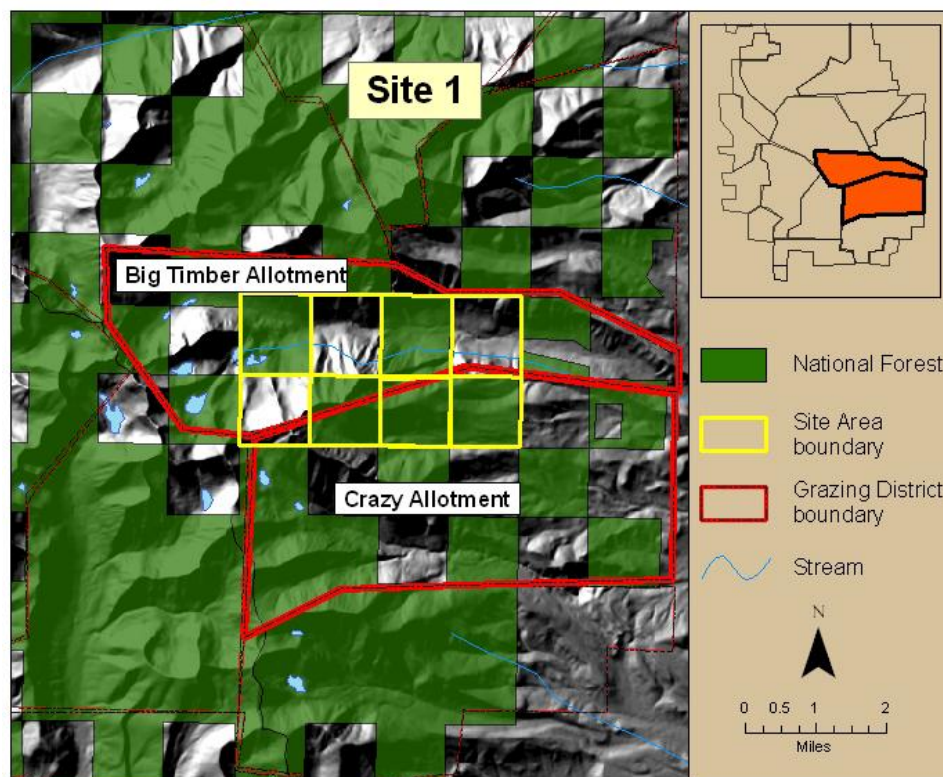 Site 1
Big Timber Allotment
Crazy Allotment
National Forest
Site Area
boundary
Grazing District
boundary
Stream
N
0 0.5 1 2
Miles